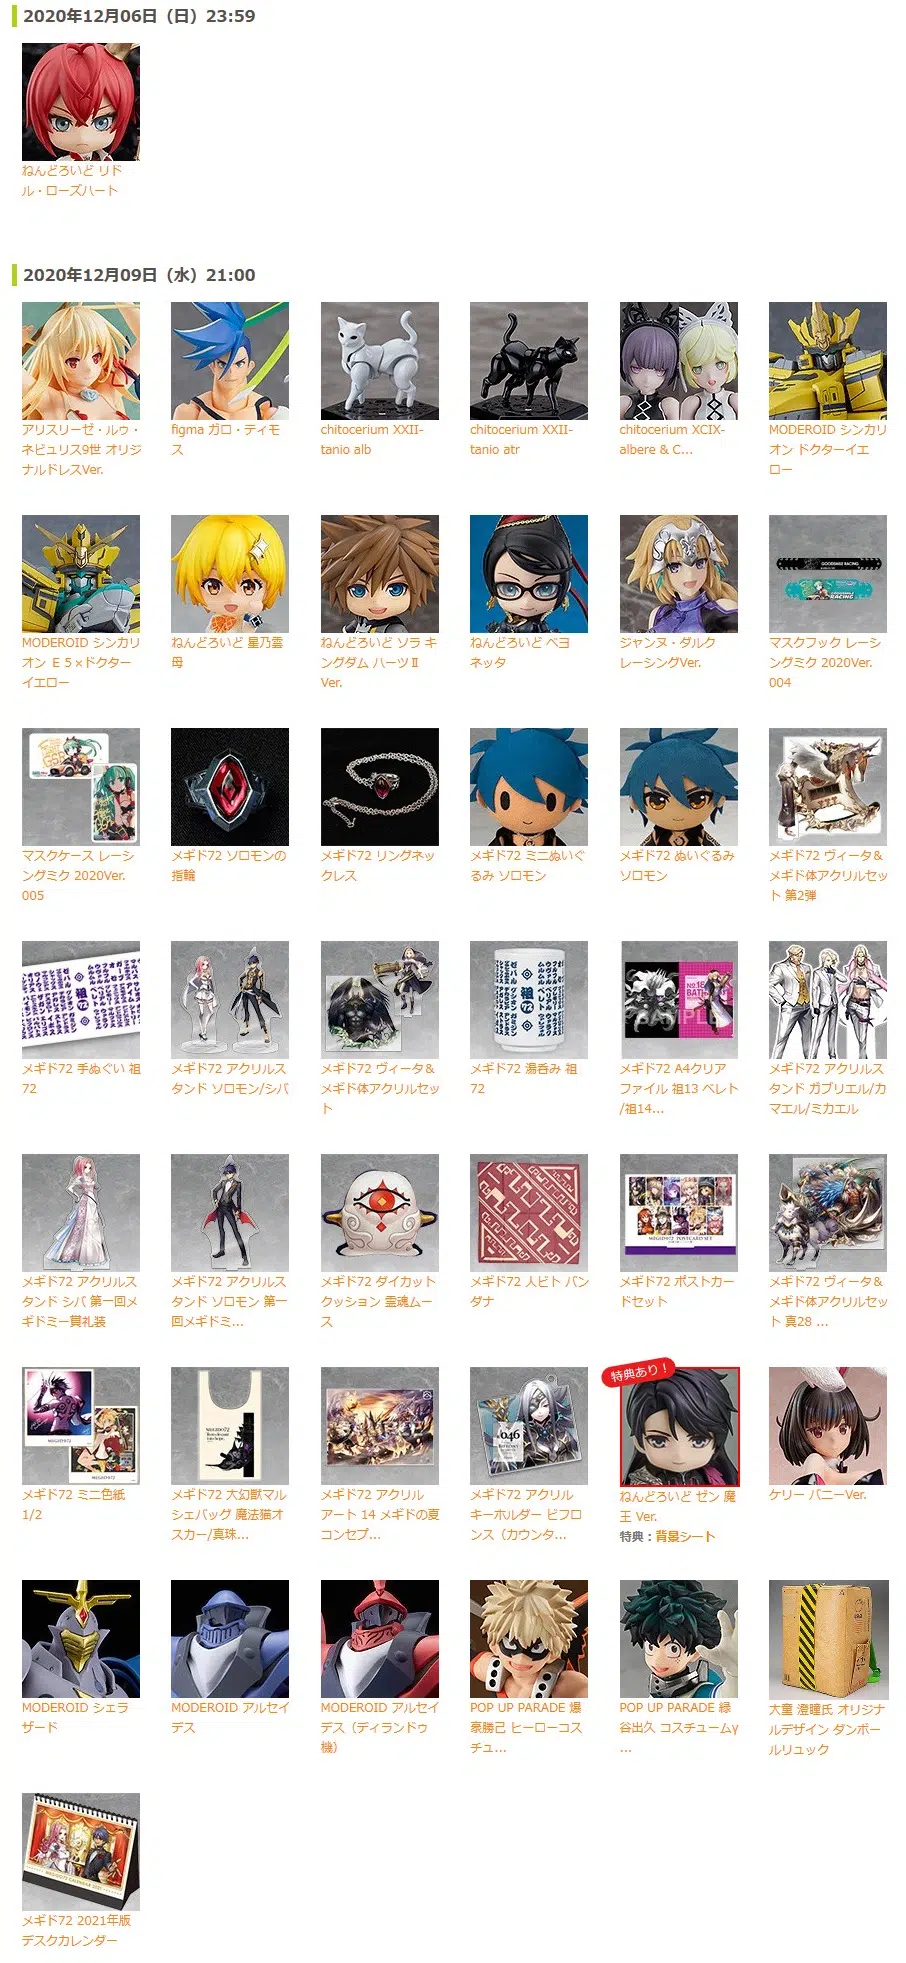 2020年12月06日（日）23:59
ねんどろいど リド
ル・ローズハート
2020年12月09日（水）21:00
アリスリーゼ・ルゥ・
ネビュリス9世 オリジ
ナルドレスVer.
figma ガロ・ティモ
ス
chitocerium XXII-
tanio alb
chitocerium XXII-
tanio atr
chitocerium XCIX-
albere & C...
MODEROID シンカリ
オン ドクターイエ
ロー
MODEROID シンカリ
オン Ｅ５×ドクター
イエロー
ねんどろいど 星乃雲
母
ねんどろいど ソラ キ
ングダム ハーツⅡ
Ver.
ねんどろいど ベヨ
ネッタ
ジャンヌ・ダルク
レーシングVer.
GOODSMILE RACING
GOODSMILE
RACING
マスクフック レーシ
ングミク 2020Ver.
004
マスクケース レーシ
ングミク 2020Ver.
005
メギド72 ソロモンの
指輪
メギド72 リングネッ
クレス
メギド72 ミニぬいぐ
るみ ソロモン
メギド72 ぬいぐるみ
ソロモン
メギド72 ヴィータ＆
メギド体アクリルセッ
ト 第2弾
メギド72 手ぬぐい 祖
72
メギド72 アクリルス
タンド ソロモン/シバ
メギド72 ヴィータ＆
メギド体アクリルセッ
ト
祖
72
メギド72 湯呑み 祖
72
No.18
SAMPLE
メギド72 A4クリア
ファイル 祖13 ベレト
/祖14...
メギド72 アクリルス
タンド ガブリエル/カ
マエル/ミカエル
メギド72 アクリルス
タンド シバ 第一回メ
ギドミー賞礼装
メギド72 アクリルス
タンド ソロモン 第一
回メギドミ...
メギド72 ダイカット
クッション 霊魂ムー
ス
メギド72 人ビト バン
ダナ
MEGIDO72 POSTCARD SET
メギド72 ポストカー
ドセット
メギド72 ヴィータ＆
メギド体アクリルセッ
ト 真28 ...
MEGIDO72
MEGIDO72
メギド72 ミニ色紙
1/2
MEGIDO72
メギド72 大幻獣マル
シェバッグ 魔法猫オ
スカー/真珠...
メギド72 アクリル
アート 14 メギドの夏
コンセプ...
046
メギド72 アクリル
キーホルダー ビフロ
ンス（カウンタ...
特典あり！
ねんどろいど ゼン 魔
王 Ver.
特典：背景シート
ケリー バニーVer.
MODEROID シェラ
ザード
MODEROID アルセイ
デス
MODEROID アルセイ
デス（ディランドゥ
機）
POP UP PARADE 爆
豪勝己 ヒーローコス
チュ...
POP UP PARADE 緑
谷出久 コスチュームγ
...
大童 澄瞳氏 オリジナ
ルデザイン ダンボー
ルリュック
MEGIDO72 CALENDAR 2021
メギド72 2021年版
デスクカレンダー